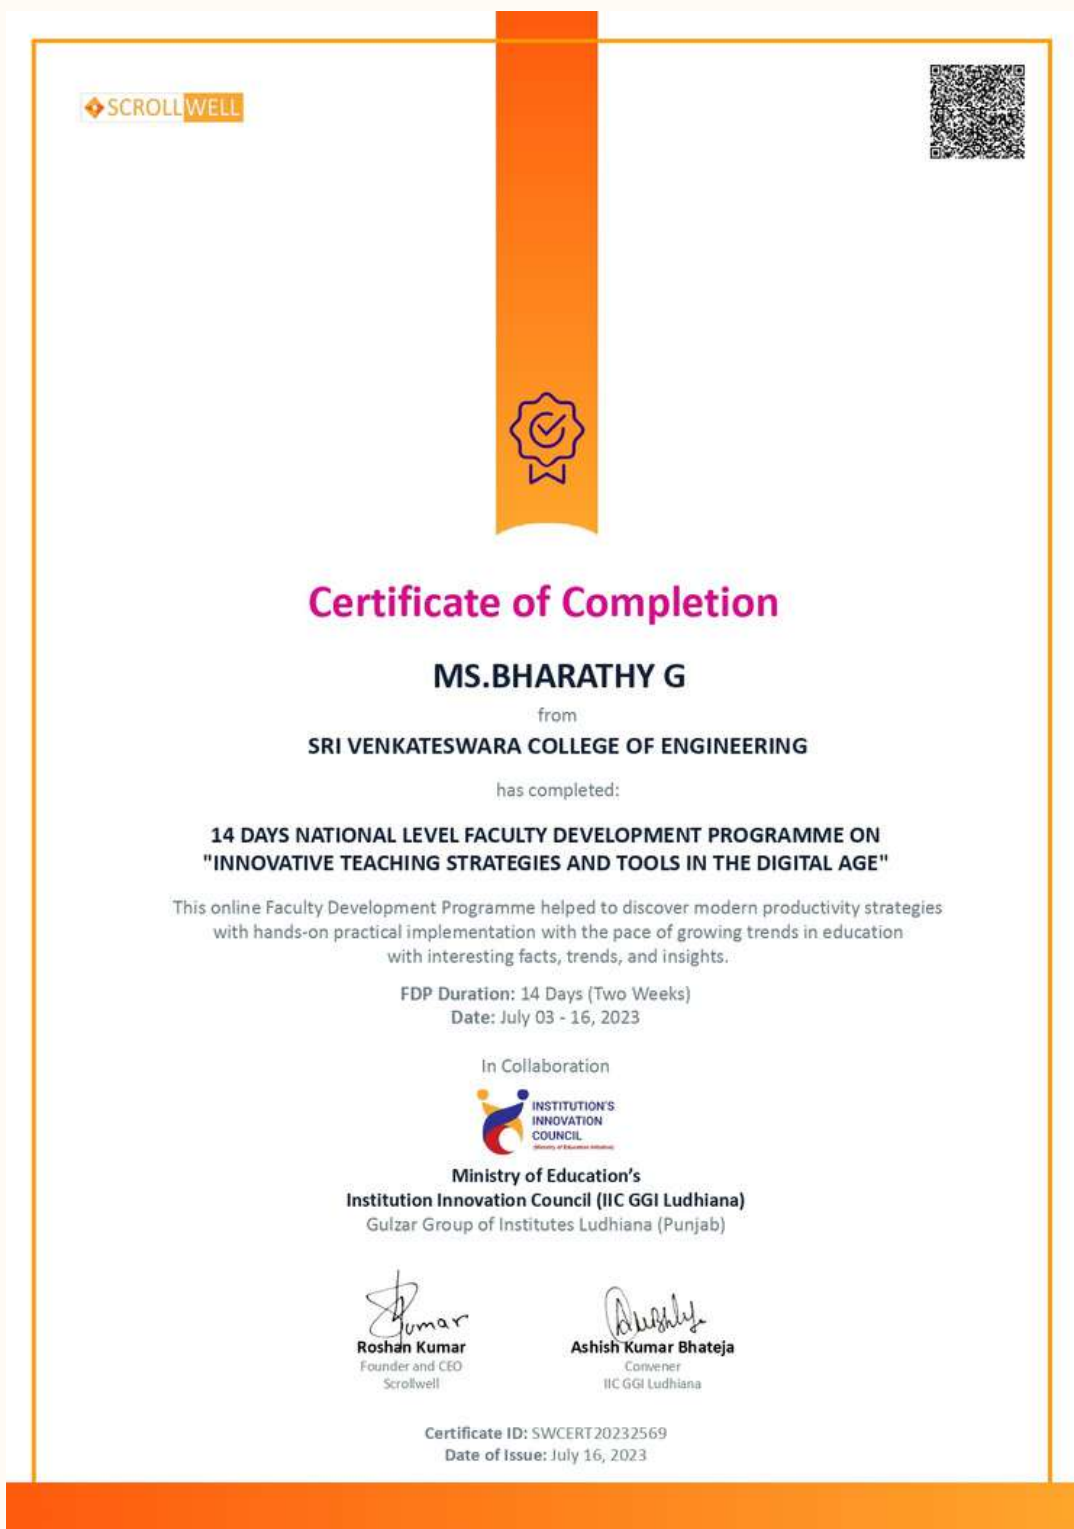 SCROLLWELL
Certificate of Completion
MS.BHARATHY G
from
SRI VENKATESWARA COLLEGE OF ENGINEERING
has completed:
14 DAYS NATIONAL LEVEL FACULTY DEVELOPMENT PROGRAMME ON
"INNOVATIVE TEACHING STRATEGIES AND TOOLS IN THE DIGITAL AGE"
This online Faculty Development Programme helped to discover modern productivity strategies
with hands-on practical implementation with the pace of growing trends in education
with interesting facts, trends, and insights.
FDP Duration: 14 Days (Two Weeks)
Date: July 03 - 16, 2023
In Collaboration
INSTITUTION'S
INNOVATION
COUNCIL
(Ministry of Education Initiative)
Ministry of Education’s
Institution Innovation Council (IIC GGI Ludhiana)
Gulzar Group of Institutes Ludhiana (Punjab)
Roshan Kumar
Founder and CEO
Scrollwell
Ashish Kumar Bhateja
Convener
IIC GGI Ludhiana
Certificate ID: SWCERT20232569
Date of Issue: July 16, 2023